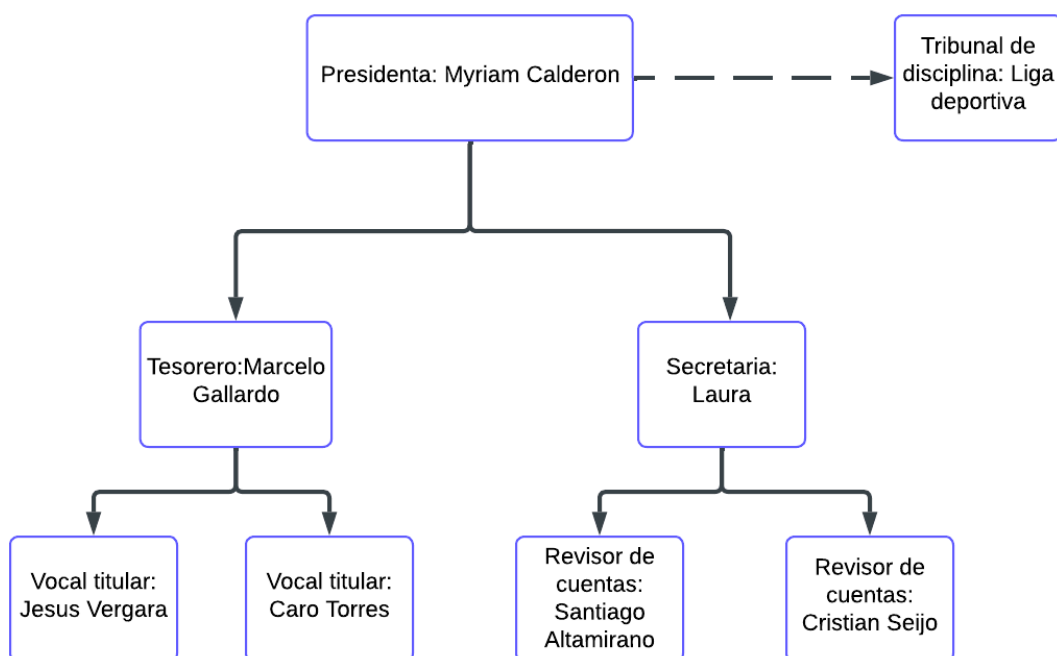 Presidenta: Myriam Calderon
Tribunal de
disciplina: Liga
deportiva
Tesorero:Marcelo
Gallardo
Secretaria:
Laura
Vocal titular:
Jesus Vergara
Vocal titular:
Caro Torres
Revisor de
cuentas:
Santiago
Altamirano
Revisor de
cuentas:
Cristian Seijo